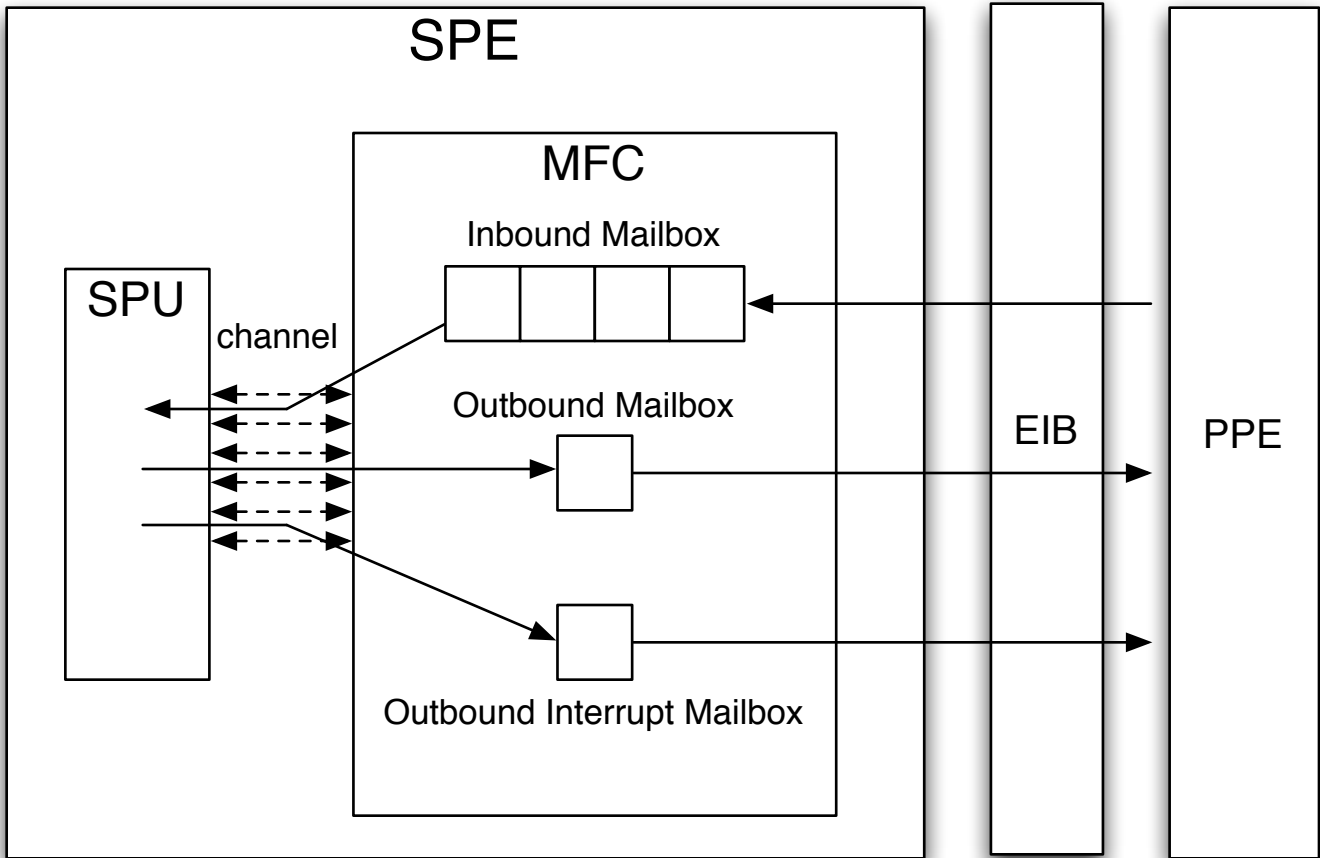 SPE
MFC
Inbound Mailbox
SPU
channel
Outbound Mailbox
EIB
PPE
Outbound Interrupt Mailbox